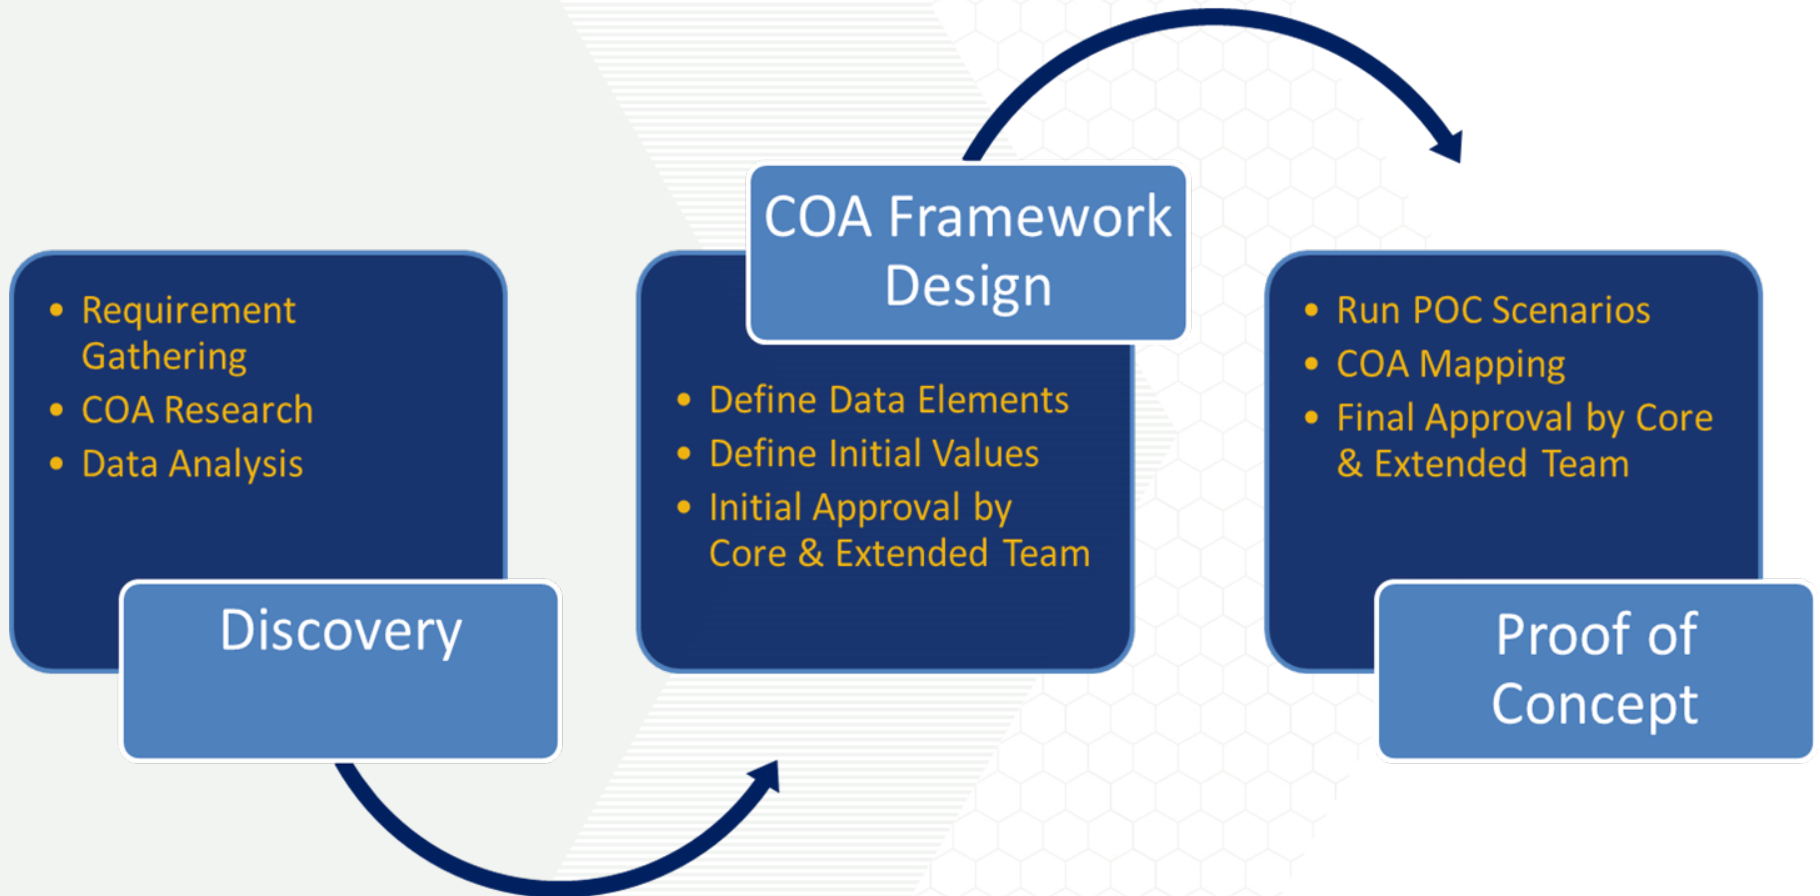 • Requirement
Gathering
• COA Research
• Data Analysis
Discovery
COA Framework
Design
• Define Data Elements
• Define Initial Values
• Initial Approval by
Core & Extended Team
• Run POC Scenarios
• COA Mapping
• Final Approval by Core
& Extended Team
Proof of
Concept